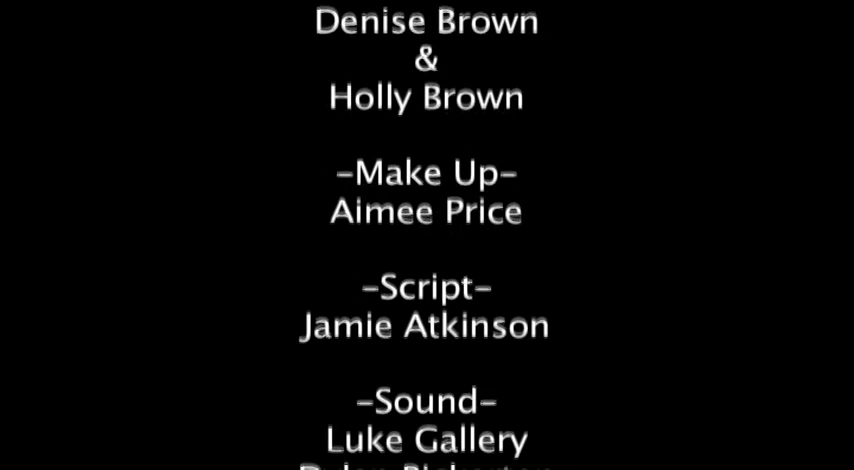 Denise Brown
&
Holly Brown
-Make Up-
Aimee Price
-Script-
Jamie Atkinson
-Sound-
Luke Gallery